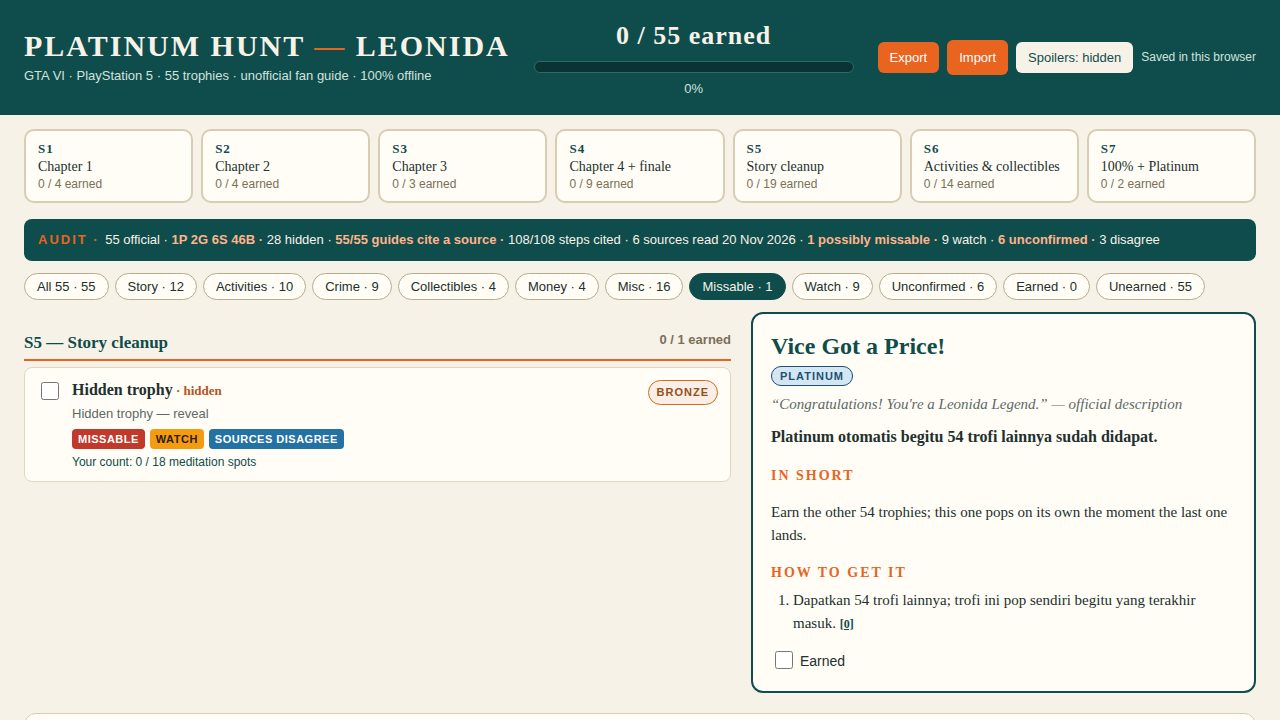 PLATINUM HUNT — LEONIDA
GTA VI · PlayStation 5 · 55 trophies · unofficial fan guide · 100% offline
0 / 55 earned
0%
Export
Import
Spoilers: hidden
Saved in this browser
S1
Chapter 1
0 / 4 earned
S2
Chapter 2
0 / 4 earned
S3
Chapter 3
0 / 3 earned
S4
Chapter 4 + finale
0 / 9 earned
S5
Story cleanup
0 / 19 earned
S6
Activities & collectibles
0 / 14 earned
S7
100% + Platinum
0 / 2 earned
AUDIT · 55 official · 1P 2G 6S 46B · 28 hidden · 55/55 guides cite a source · 108/108 steps cited · 6 sources read 20 Nov 2026 · 1 possibly missable · 9 watch · 6 unconfirmed · 3 disagree
All 55 · 55
Story · 12
Activities · 10
Crime · 9
Collectibles · 4
Money · 4
Misc · 16
Missable · 1
Watch · 9
Unconfirmed · 6
Earned · 0
Unearned · 55
S5 — Story cleanup
0 / 1 earned
Hidden trophy · hidden
BRONZE
Hidden trophy — reveal
MISSABLE WATCH SOURCES DISAGREE
Your count: 0 / 18 meditation spots
Vice Got a Price!
PLATINUM
“Congratulations! You're a Leonida Legend.” — official description
Platinum otomatis begitu 54 trofi lainnya sudah didapat.
IN SHORT
Earn the other 54 trophies; this one pops on its own the moment the last one
lands.
HOW TO GET IT
1. Dapatkan 54 trofi lainnya; trofi ini pop sendiri begitu yang terakhir
masuk. [0]
Earned